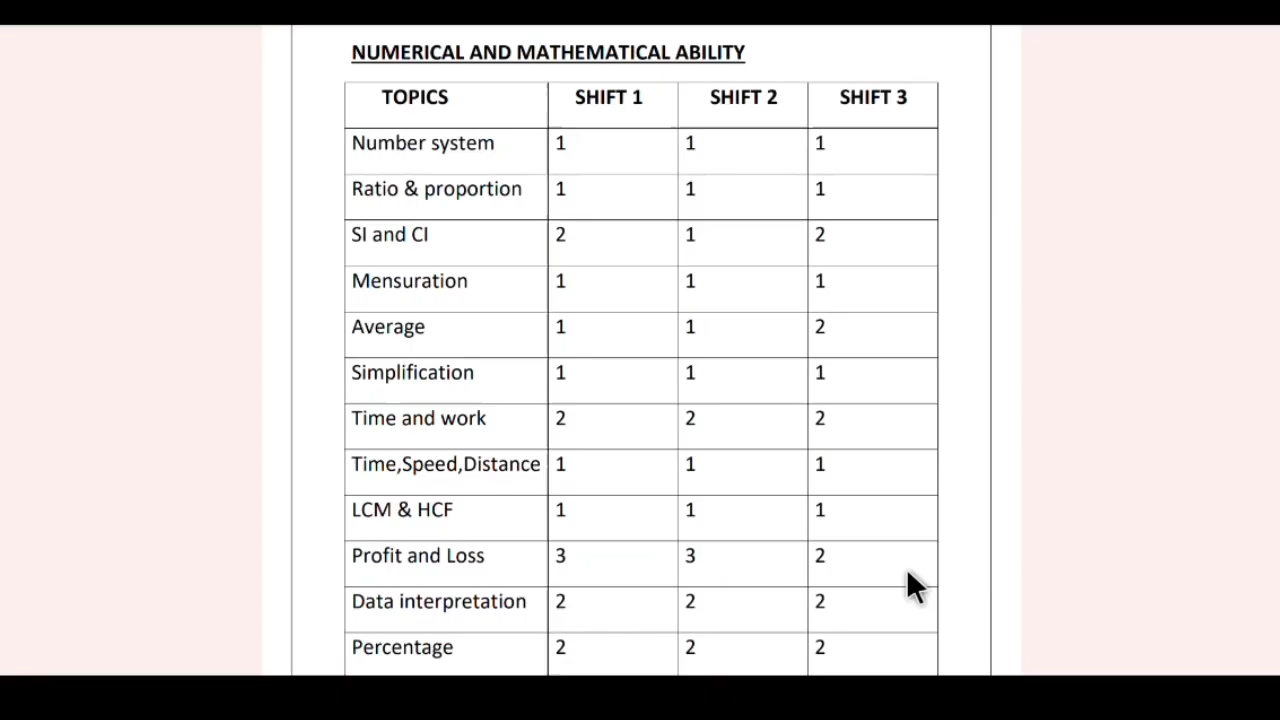 NUMERICAL AND MATHEMATICAL ABILITY
TOPICS SHIFT 1 SHIFT 2 SHIFT 3
Number system 1 1 1
Ratio & proportion 1 1 1
SI and CI 2 1 2
Mensuration 1 1 1
Average 1 1 2
Simplification 1 1 1
Time and work 2 2 2
Time,Speed,Distance 1 1 1
LCM & HCF 1 1 1
Profit and Loss 3 3 2
Data interpretation 2 2 2
Percentage 2 2 2